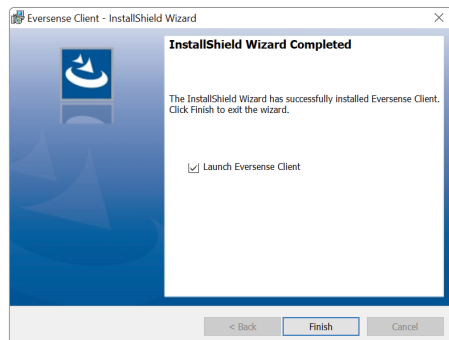 Eversense Client - InstallShield Wizard
InstallShield Wizard Completed
The InstallShield Wizard has successfully installed Eversense Client.
Click Finish to exit the wizard.
Launch Eversense Client
< Back
Finish
Cancel